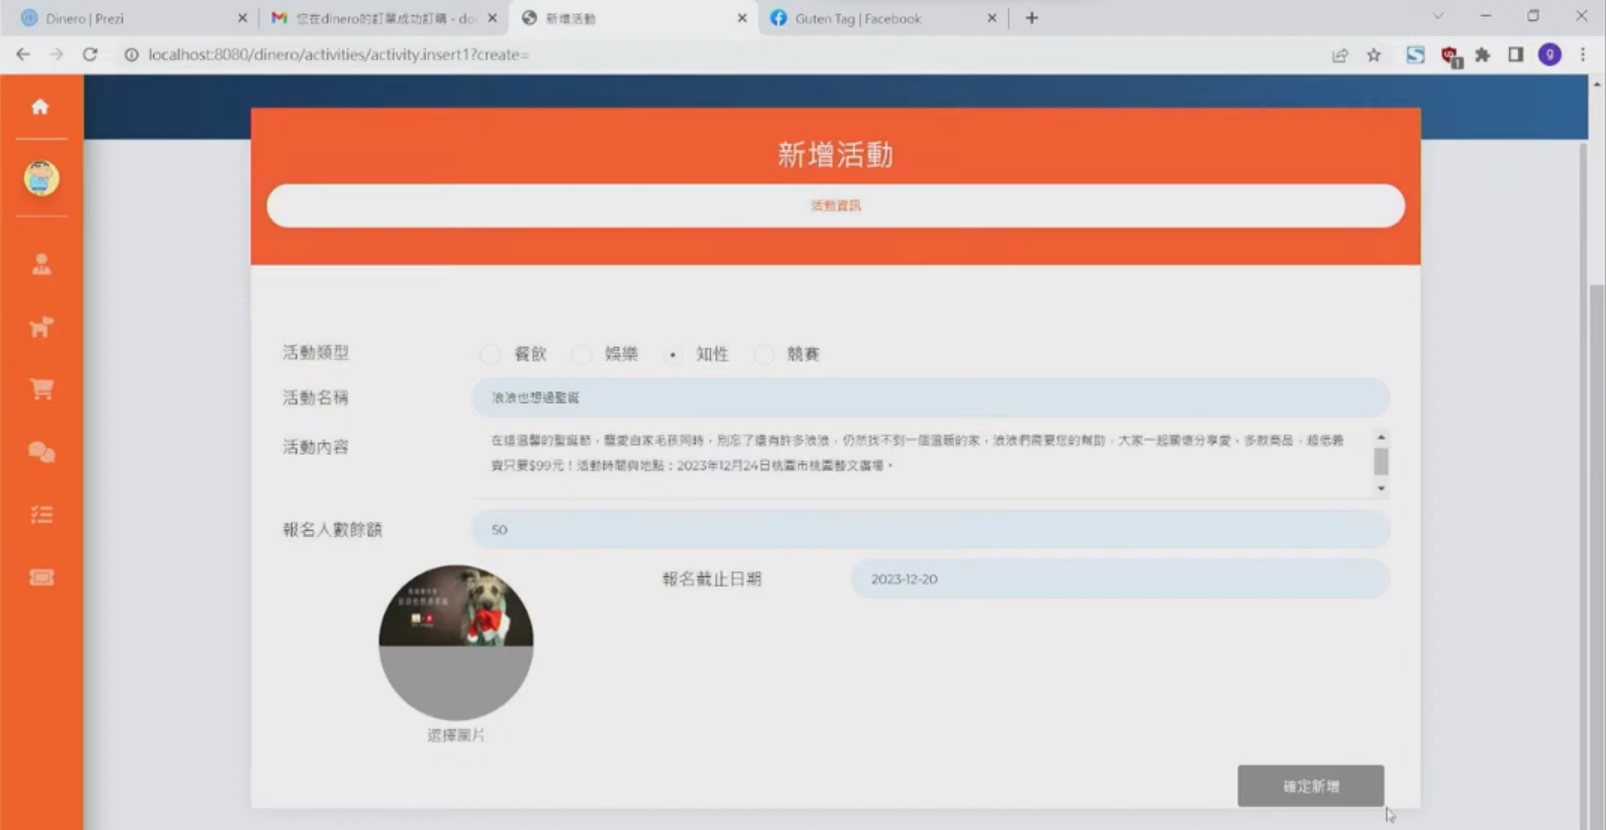 Dinero | Prezi
您在dinero的訂單成功訂購 - do
新增活動
Guten Tag | Facebook
localhost:8080/dinero/activities/activity.insert1?create=
1
g
新增活動
活動資訊
活動類型
餐飲
娛樂
知性
競賽
活動名稱
浪浪也想過聖誕
活動內容
在這溫馨的聖誕節，寵愛自家毛孩同時，別忘了還有許多浪浪，仍然找不到一個溫暖的家，浪浪們需要您的幫助，大家一起關懷分享愛，多款商品，超低義
賣只要$99元！活動時間與地點：2023年12月24日桃園市桃園藝文廣場。
報名人數餘額
50
報名截止日期
2023-12-20
選擇圖片
確定新增